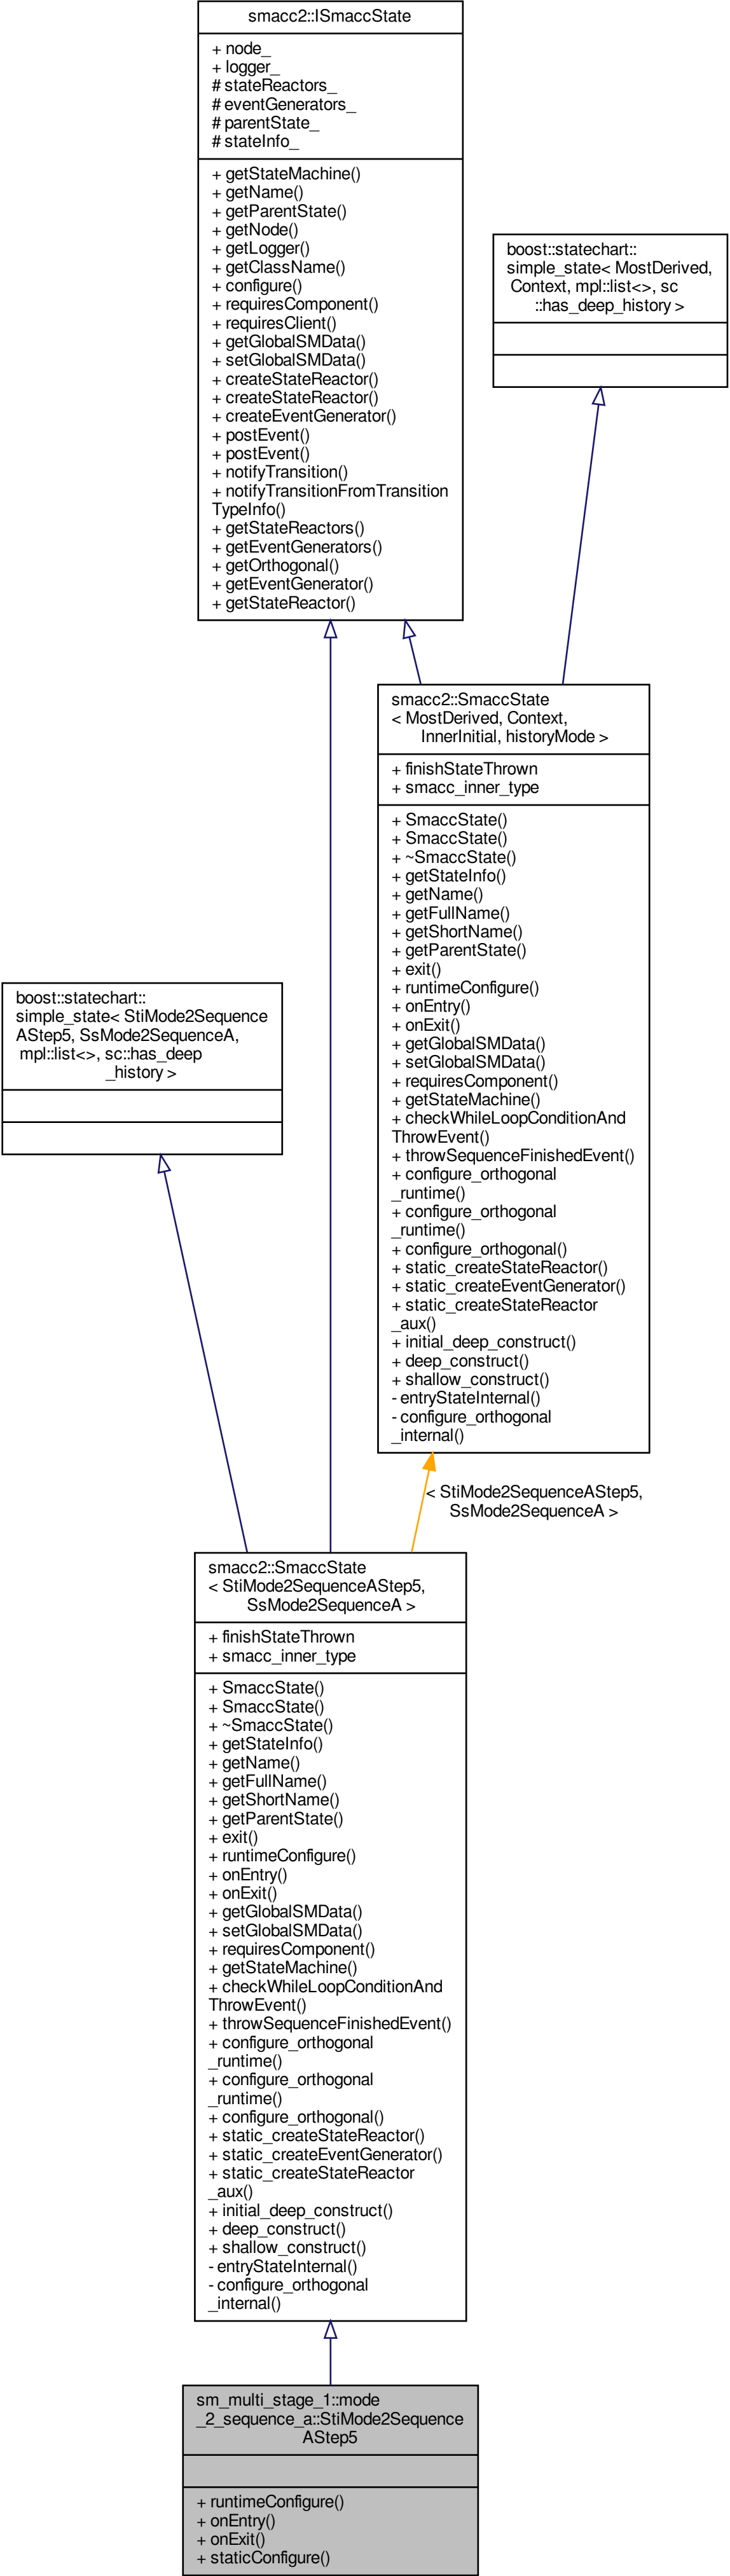 smacc2::ISmaccState
+ node_
+ logger_
# stateReactors_
# eventGenerators_
# parentState_
# stateInfo_
+ getStateMachine()
+ getName()
+ getParentState()
+ getNode()
+ getLogger()
+ getClassName()
+ configure()
+ requiresComponent()
+ requiresClient()
+ getGlobalSMData()
+ setGlobalSMData()
+ createStateReactor()
+ createStateReactor()
+ createEventGenerator()
+ postEvent()
+ postEvent()
+ notifyTransition()
+ notifyTransitionFromTransition
TypeInfo()
+ getStateReactors()
+ getEventGenerators()
+ getOrthogonal()
+ getEventGenerator()
+ getStateReactor()
boost::statechart::
simple_state< MostDerived,
Context, mpl::list<>, sc
::has_deep_history >
smacc2::SmaccState
< MostDerived, Context,
InnerInitial, historyMode >
+ finishStateThrown
+ smacc_inner_type
+ SmaccState()
+ SmaccState()
+ ~SmaccState()
+ getStateInfo()
+ getName()
+ getFullName()
+ getShortName()
+ getParentState()
+ exit()
+ runtimeConfigure()
+ onEntry()
+ onExit()
+ getGlobalSMData()
+ setGlobalSMData()
+ requiresComponent()
+ getStateMachine()
+ checkWhileLoopConditionAnd
ThrowEvent()
+ throwSequenceFinishedEvent()
+ configure_orthogonal
_runtime()
+ configure_orthogonal
_runtime()
+ configure_orthogonal()
+ static_createStateReactor()
+ static_createEventGenerator()
+ static_createStateReactor
_aux()
+ initial_deep_construct()
+ deep_construct()
+ shallow_construct()
- entryStateInternal()
- configure_orthogonal
_internal()
boost::statechart::
simple_state< StiMode2Sequence
AStep5, SsMode2SequenceA,
mpl::list<>, sc::has_deep
_history >
< StiMode2SequenceAStep5,
SsMode2SequenceA >
smacc2::SmaccState
< StiMode2SequenceAStep5,
SsMode2SequenceA >
+ finishStateThrown
+ smacc_inner_type
+ SmaccState()
+ SmaccState()
+ ~SmaccState()
+ getStateInfo()
+ getName()
+ getFullName()
+ getShortName()
+ getParentState()
+ exit()
+ runtimeConfigure()
+ onEntry()
+ onExit()
+ getGlobalSMData()
+ setGlobalSMData()
+ requiresComponent()
+ getStateMachine()
+ checkWhileLoopConditionAnd
ThrowEvent()
+ throwSequenceFinishedEvent()
+ configure_orthogonal
_runtime()
+ configure_orthogonal
_runtime()
+ configure_orthogonal()
+ static_createStateReactor()
+ static_createEventGenerator()
+ static_createStateReactor
_aux()
+ initial_deep_construct()
+ deep_construct()
+ shallow_construct()
- entryStateInternal()
- configure_orthogonal
_internal()
sm_multi_stage_1::mode
_2_sequence_a::StiMode2Sequence
AStep5
+ runtimeConfigure()
+ onEntry()
+ onExit()
+ staticConfigure()